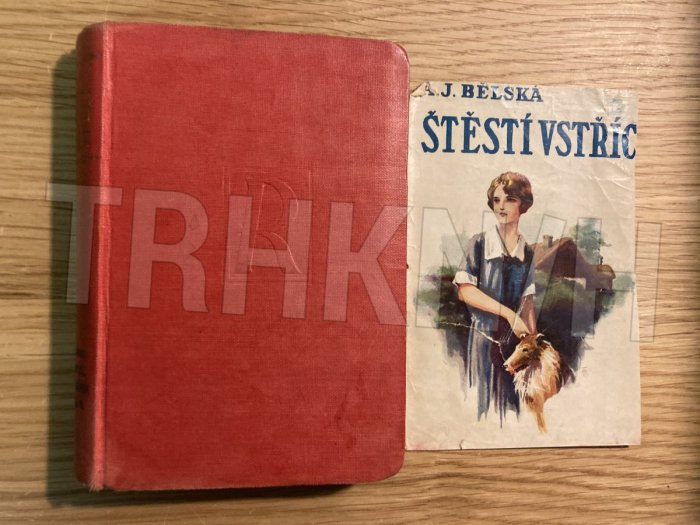 A.J. BĚLSKÁ
ŠTĚSTÍ VSTŘÍC
TRHKNIH